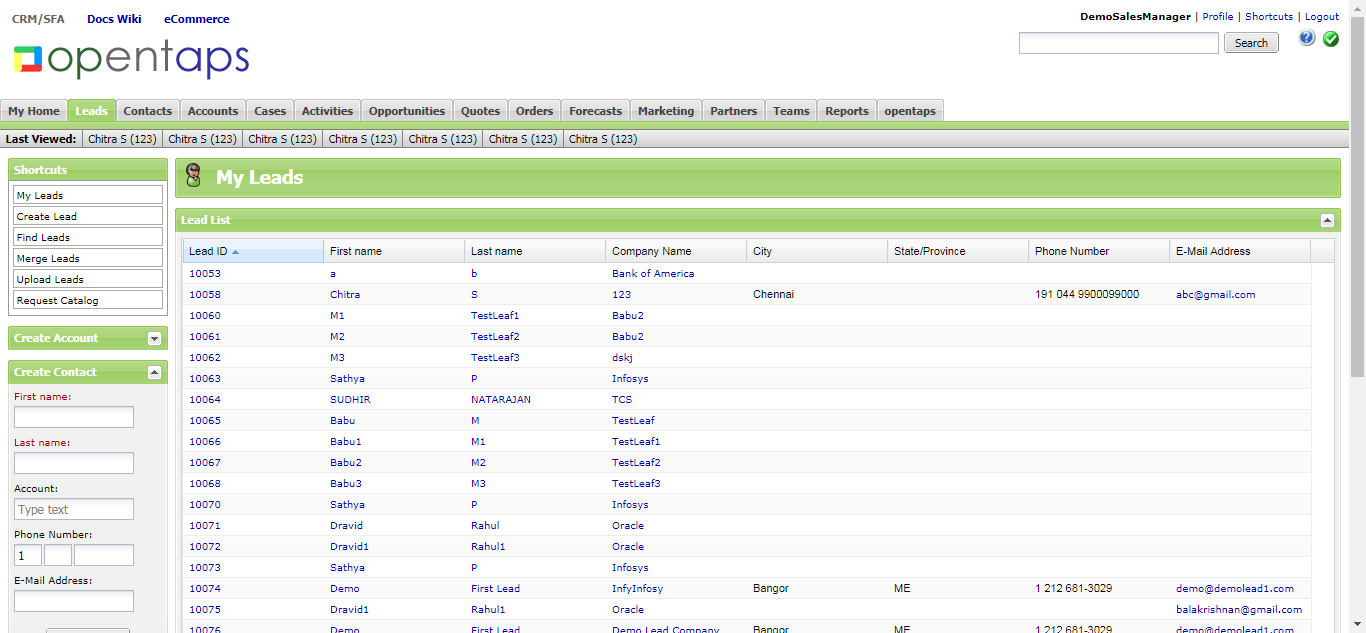 CRM/SFA Docs Wiki eCommerce
DemoSalesManager | Profile | Shortcuts | Logout
opentaps
Search
My Home Leads Contacts Accounts Cases Activities Opportunities Quotes Orders Forecasts Marketing Partners Teams Reports opentaps
Last Viewed: Chitra S (123) Chitra S (123) Chitra S (123) Chitra S (123) Chitra S (123) Chitra S (123) Chitra S (123)
Shortcuts
My Leads
Create Lead
Find Leads
Merge Leads
Upload Leads
Request Catalog
Create Account
Create Contact
First name:
Last name:
Account:
Type text
Phone Number:
1
E-Mail Address:
My Leads
Lead List
Lead ID First name Last name Company Name City State/Province Phone Number E-Mail Address
10053 a b Bank of America
10058 Chitra S 123 Chennai 191 044 9900099000 abc@gmail.com
10060 M1 TestLeaf1 Babu2
10061 M2 TestLeaf2 Babu2
10062 M3 TestLeaf3 dskj
10063 Sathya P Infosys
10064 SUDHIR NATARAJAN TCS
10065 Babu M TestLeaf
10066 Babu1 M1 TestLeaf1
10067 Babu2 M2 TestLeaf2
10068 Babu3 M3 TestLeaf3
10070 Sathya P Infosys
10071 Dravid Rahul Oracle
10072 Dravid1 Rahul1 Oracle
10073 Sathya P Infosys
10074 Demo First Lead InfyInfosy Bangor ME 1 212 681-3029 demo@demolead1.com
10075 Dravid1 Rahul1 Oracle balakrishnan@gmail.com
10076 Demo First Lead Demo Lead Company Bangor ME 1 212 681-3029 demo@demolead1.com